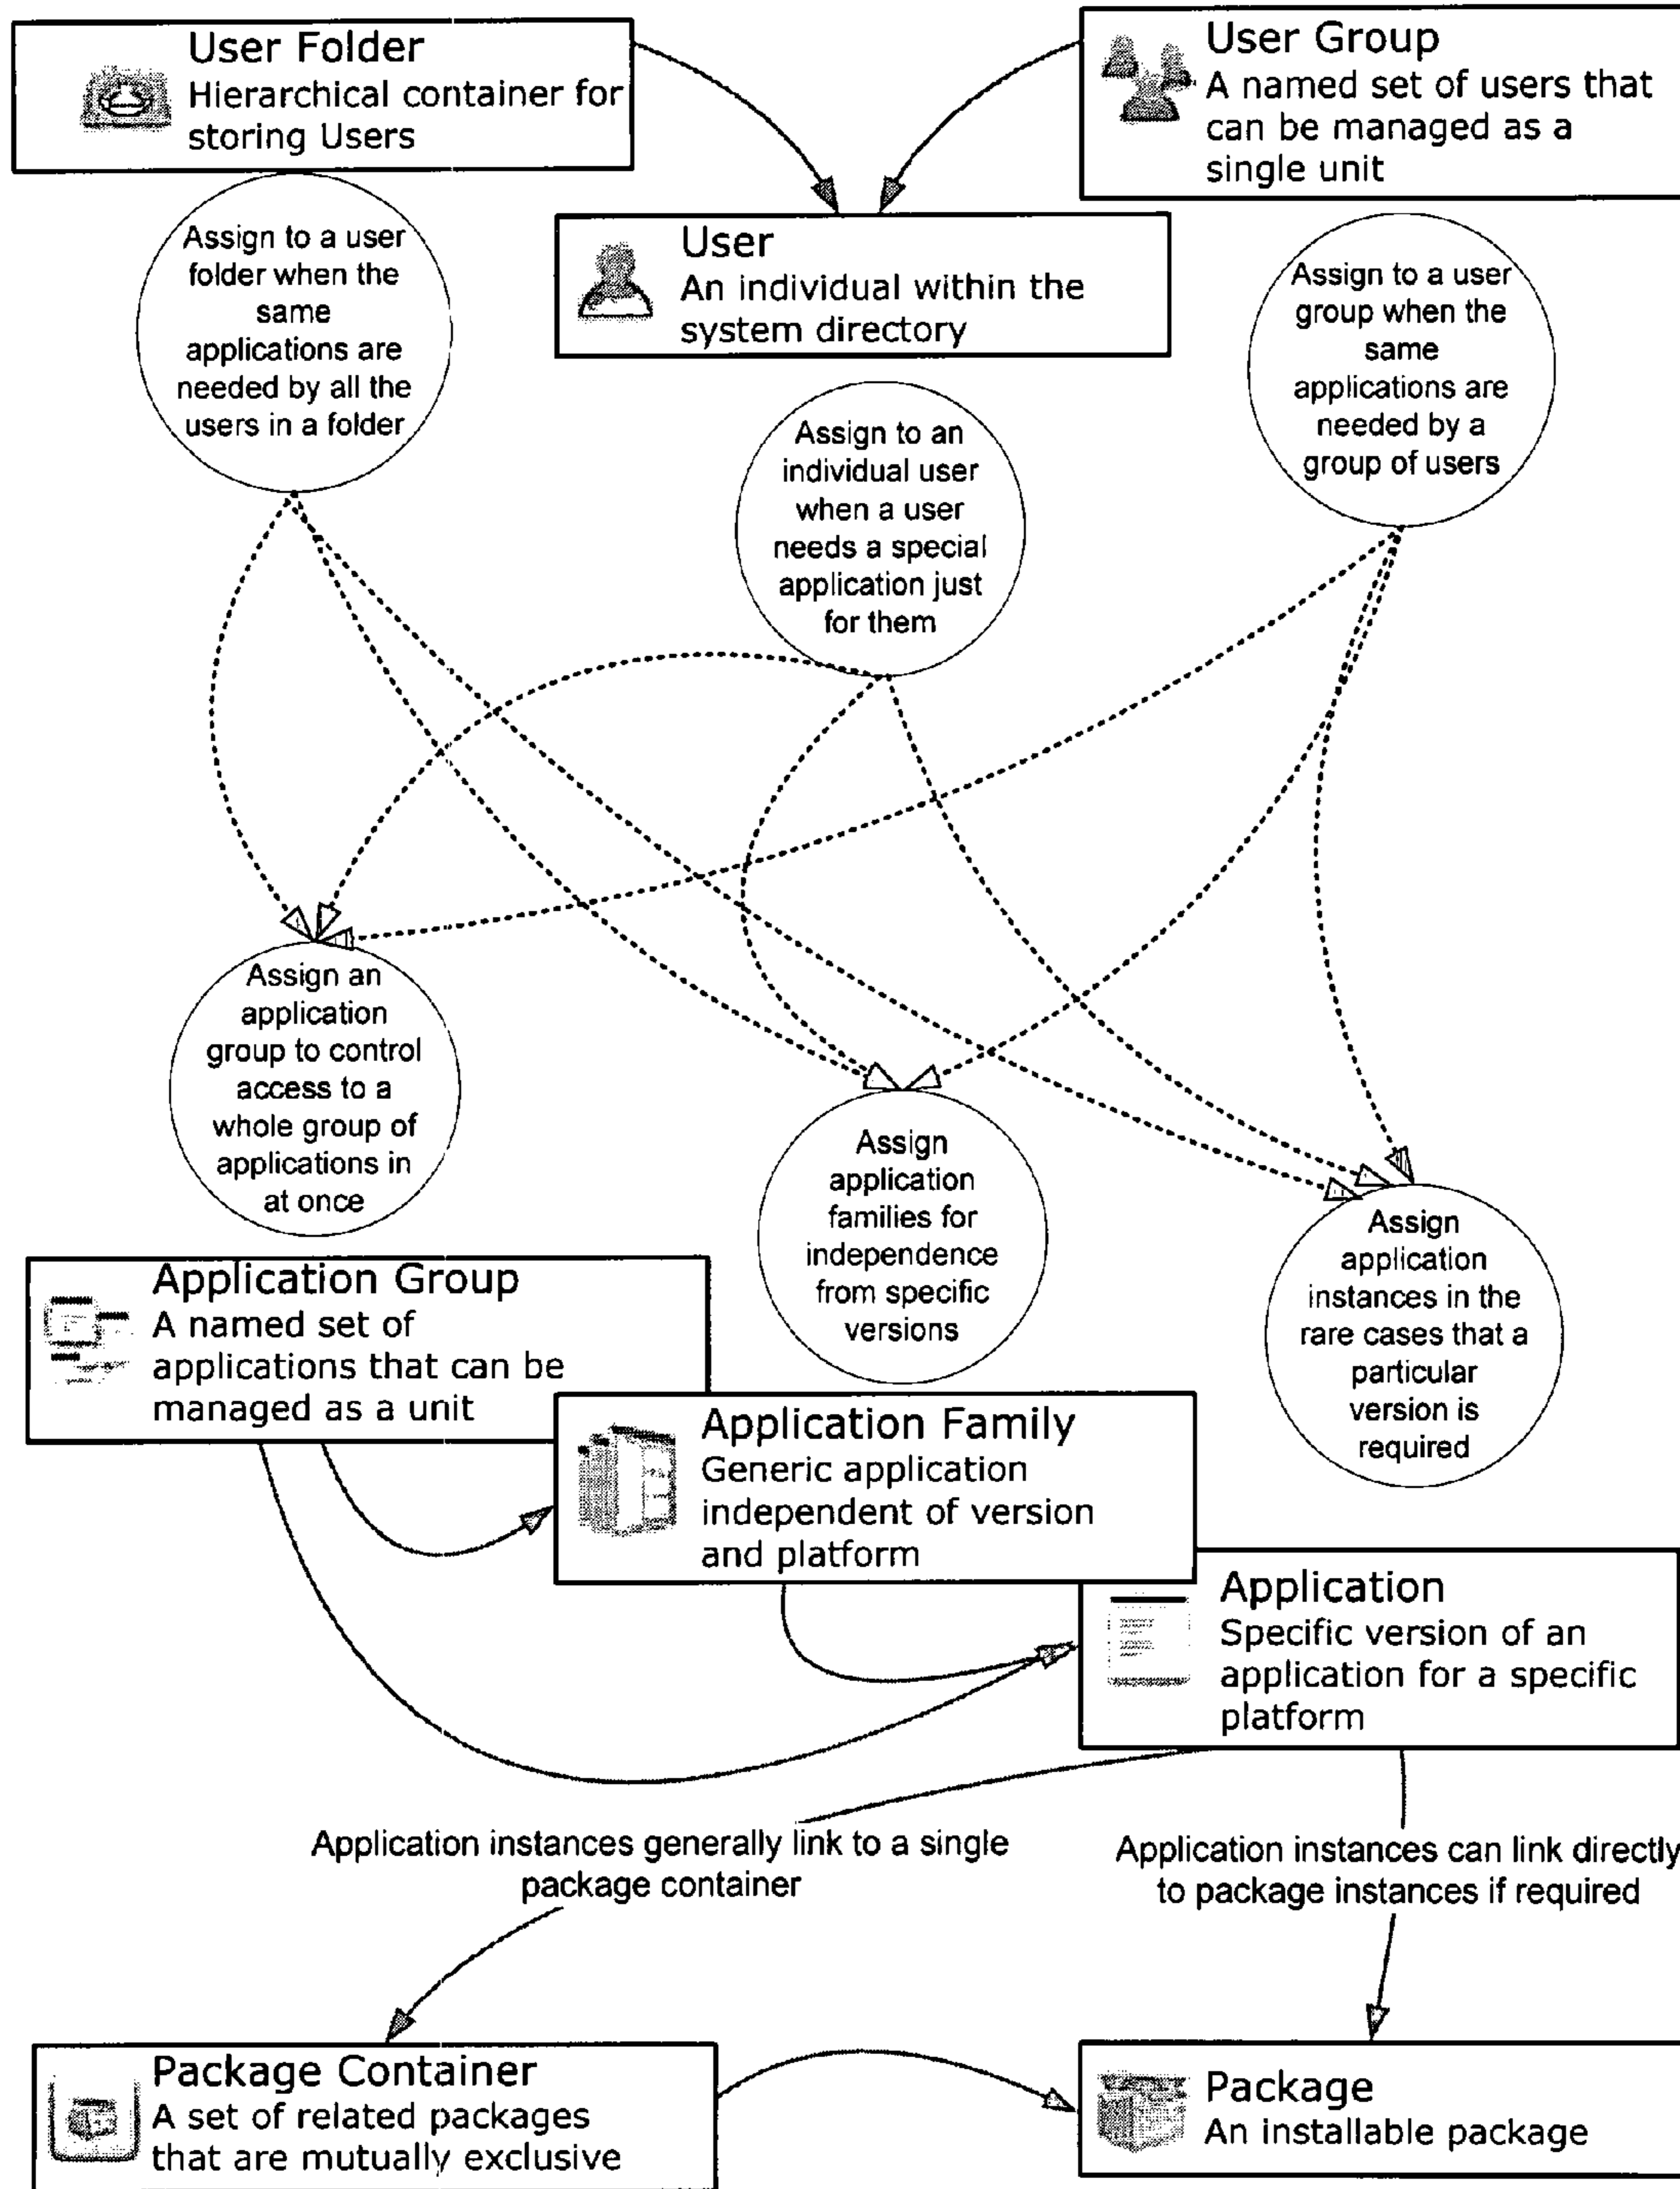 User Folder
Hierarchical container for
storing Users
User Group
A named set of users that
can be managed as a
single unit
User
An individual within the
system directory
Assign to a user
folder when the
same
applications are
needed by all the
users in a folder
Assign to an
individual user
when a user
needs a special
application just
for them
Assign to a user
group when the
same
applications are
needed by a
group of users
Assign an
application
group to control
access to a
whole group of
applications in
at once
Assign
application
families for
independence
from specific
versions
Assign
application
instances in the
rare cases that a
particular
version is
required
Application Group
A named set of
applications that can be
managed as a unit
Application Family
Generic application
independent of version
and platform
Application
Specific version of an
application for a specific
platform
Application instances generally link to a single
package container
Application instances can link directly
to package instances if required
Package Container
A set of related packages
that are mutually exclusive
Package
An installable package